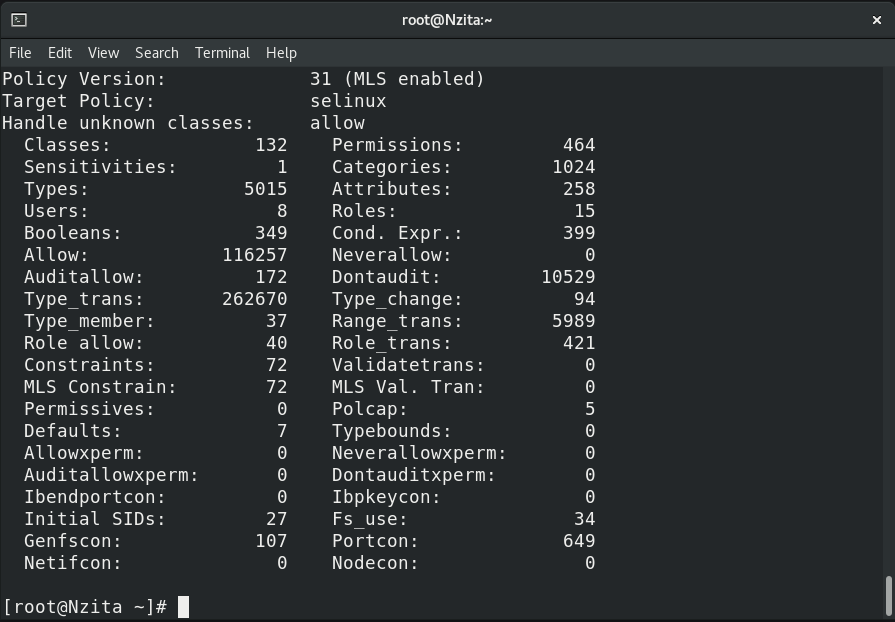 root@Nzita:~
File Edit View Search Terminal Help
Policy Version: 31 (MLS enabled)
Target Policy: selinux
Handle unknown classes: allow
Classes: 132 Permissions: 464
Sensitivities: 1 Categories: 1024
Types: 5015 Attributes: 258
Users: 8 Roles: 15
Booleans: 349 Cond. Expr.: 399
Allow: 116257 Neverallow: 0
Auditallow: 172 Dontaudit: 10529
Type_trans: 262670 Type_change: 94
Type_member: 37 Range_trans: 5989
Role allow: 40 Role_trans: 421
Constraints: 72 Validatetrans: 0
MLS Constrain: 72 MLS Val. Tran: 0
Permissives: 0 Polcap: 5
Defaults: 7 Typebounds: 0
Allowxperm: 0 Neverallowxperm: 0
Auditallowxperm: 0 Dontauditxperm: 0
Ibendportcon: 0 Ibpkeycon: 0
Initial SIDs: 27 Fs_use: 34
Genfscon: 107 Portcon: 649
Netifcon: 0 Nodecon: 0
[root@Nzita ~]#